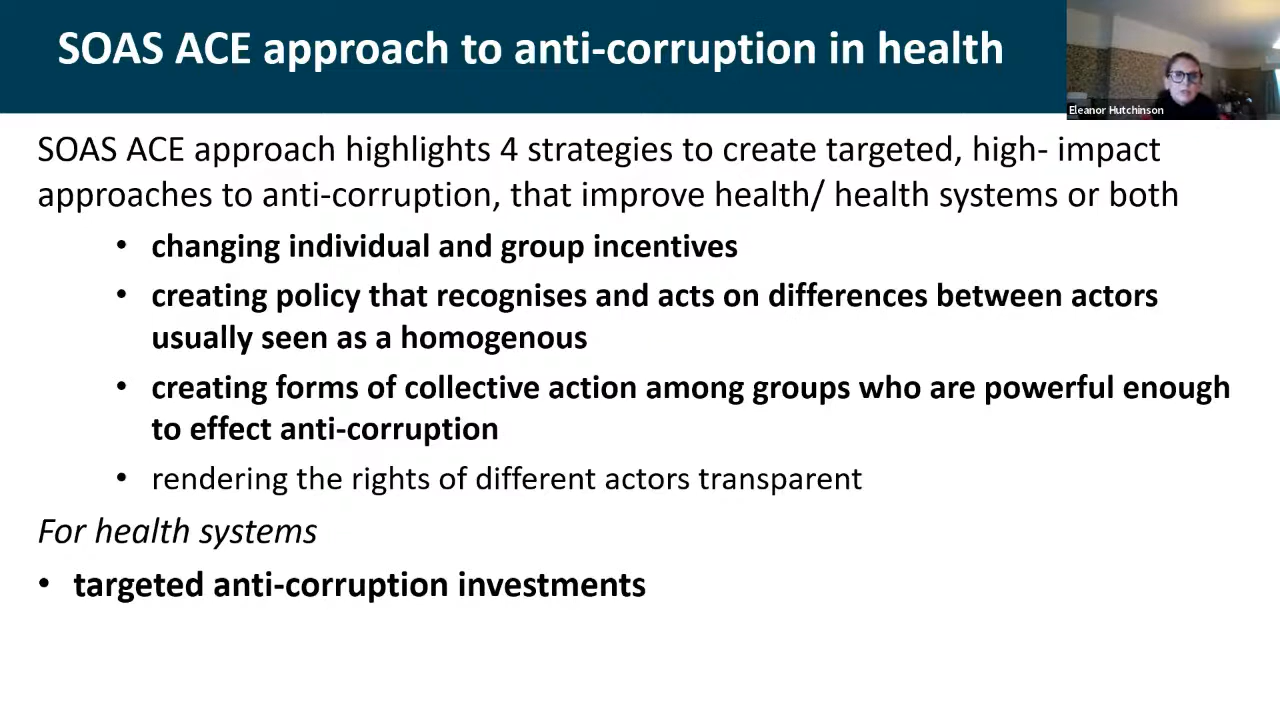 SOAS ACE approach to anti-corruption in health
Eleanor Hutchinson
SOAS ACE approach highlights 4 strategies to create targeted, high- impact
approaches to anti-corruption, that improve health/ health systems or both
• changing individual and group incentives
• creating policy that recognises and acts on differences between actors
usually seen as a homogenous
• creating forms of collective action among groups who are powerful enough
to effect anti-corruption
• rendering the rights of different actors transparent
For health systems
• targeted anti-corruption investments